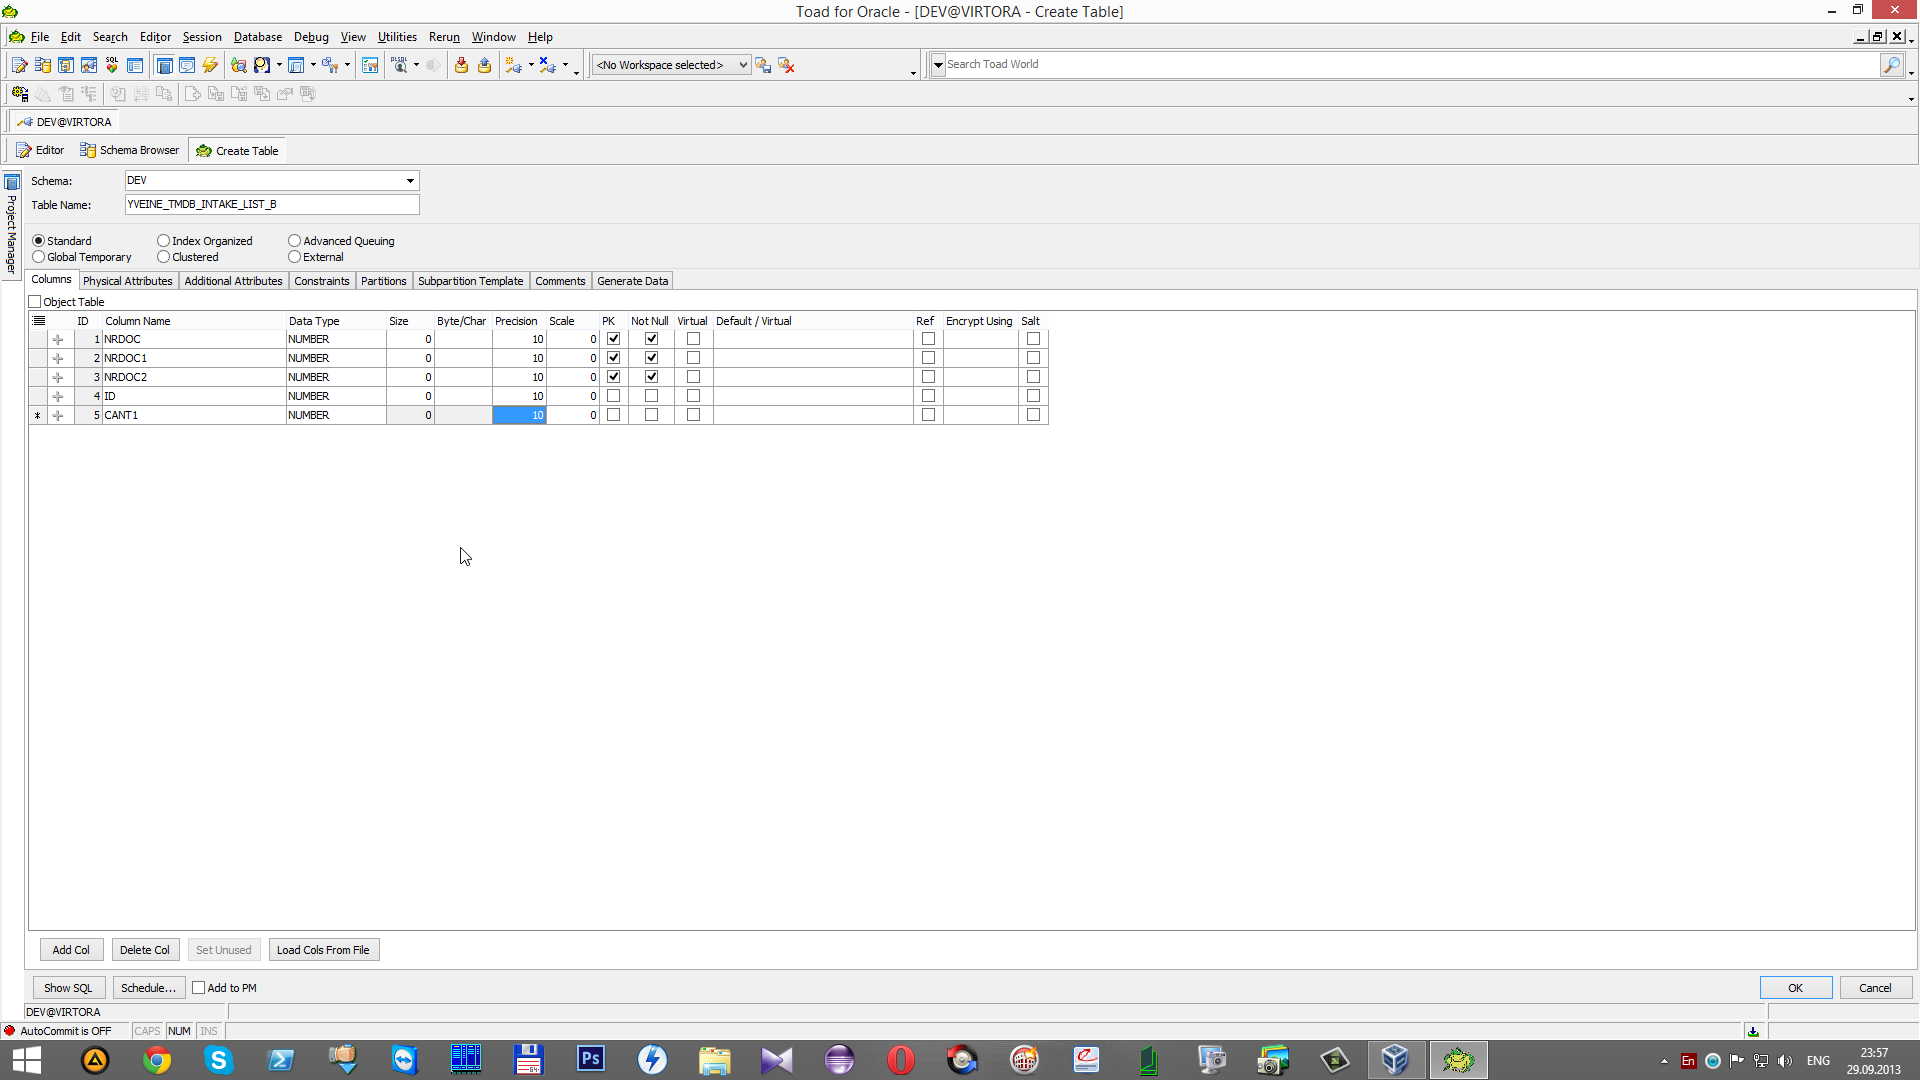 Toad for Oracle - [DEV@VIRTORA - Create Table]
File Edit Search Editor Session Database Debug View Utilities Rerun Window Help
SQL
<No Workspace selected>
Search Toad World
DEV@VIRTORA
Editor Schema Browser Create Table
Project Manager
Schema: DEV
Table Name: YVEINE_TMDB_INTAKE_LIST_B
Standard Index Organized Advanced Queuing
Global Temporary Clustered External
Columns Physical Attributes Additional Attributes Constraints Partitions Subpartition Template Comments Generate Data
Object Table
ID Column Name Data Type Size Byte/Char Precision Scale PK Not Null Virtual Default / Virtual Ref Encrypt Using Salt
1 NRDOC NUMBER 0 10 0
2 NRDOC1 NUMBER 0 10 0
3 NRDOC2 NUMBER 0 10 0
4 ID NUMBER 0 10 0
* 5 CANT1 NUMBER 0 10 0
Add Col Delete Col Set Unused Load Cols From File
Show SQL Schedule... Add to PM OK Cancel
DEV@VIRTORA
AutoCommit is OFF CAPS NUM INS
64
Ps
En
ENG
23:57
29.09.2013